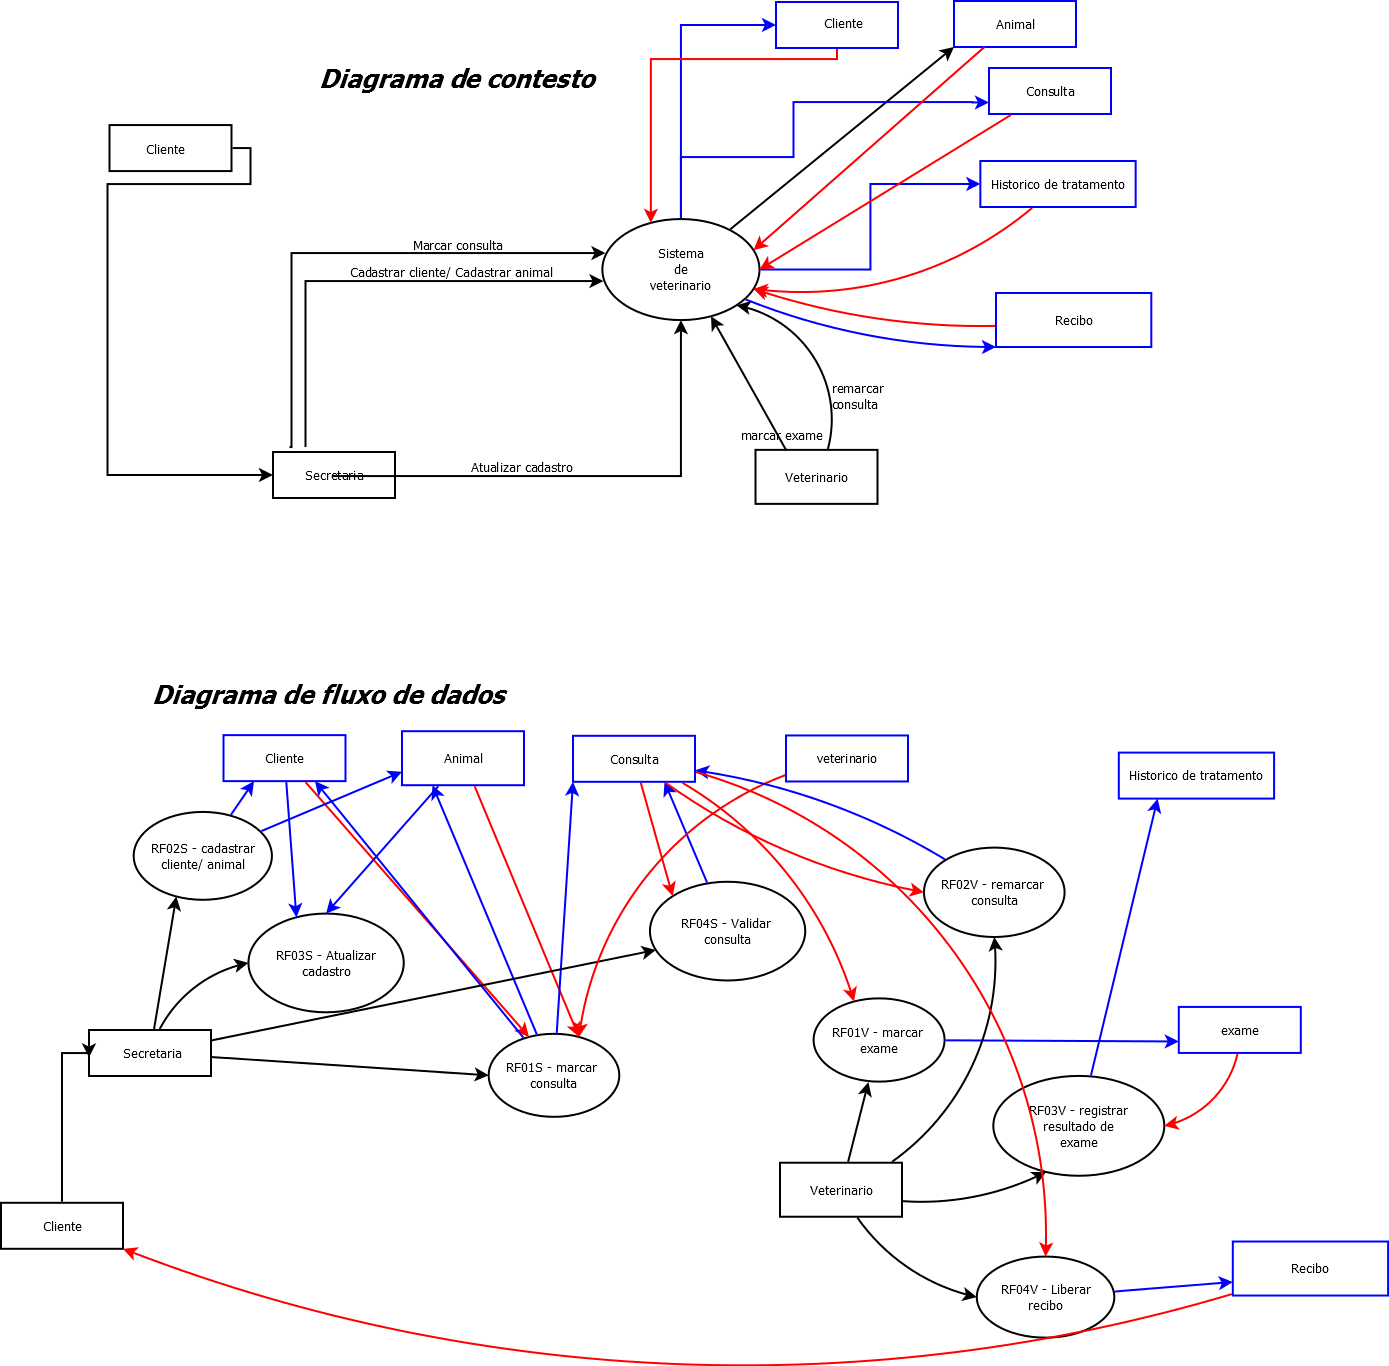 Cliente
Animal
Diagrama de contesto
Consulta
Cliente
Historico de tratamento
Marcar consulta
Sistema
de
veterinario
Cadastrar cliente/ Cadastrar animal
Recibo
remarcar
consulta
marcar exame
Atualizar cadastro
Secretaria
Veterinario
Diagrama de fluxo de dados
Cliente
Animal
Consulta
veterinario
Historico de tratamento
RF02S - cadastrar
cliente/ animal
RF02V - remarcar
consulta
RF04S - Validar
consulta
RF03S - Atualizar
cadastro
RF01V - marcar
exame
exame
Secretaria
RF01S - marcar
consulta
RF03V - registrar
resultado de
exame
Veterinario
Cliente
Recibo
RF04V - Liberar
recibo